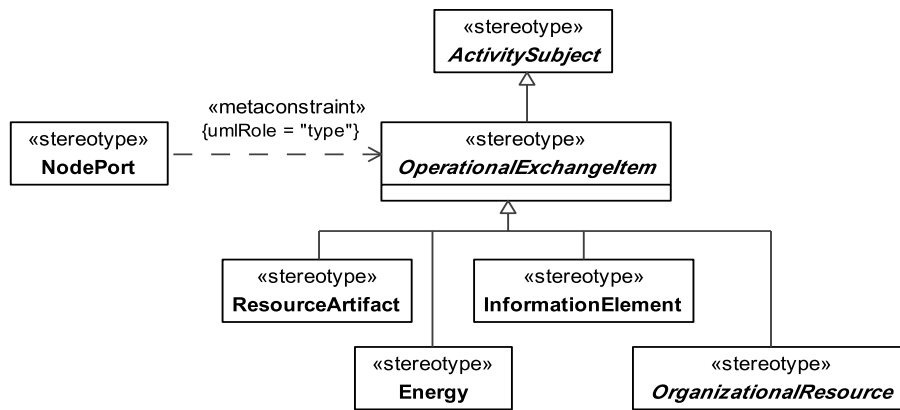 «stereotype»
ActivitySubject
«metaconstraint»
{umlRole = "type"}
«stereotype»
NodePort
«stereotype»
OperationalExchangeItem
«stereotype»
ResourceArtifact
«stereotype»
InformationElement
«stereotype»
Energy
«stereotype»
OrganizationalResource